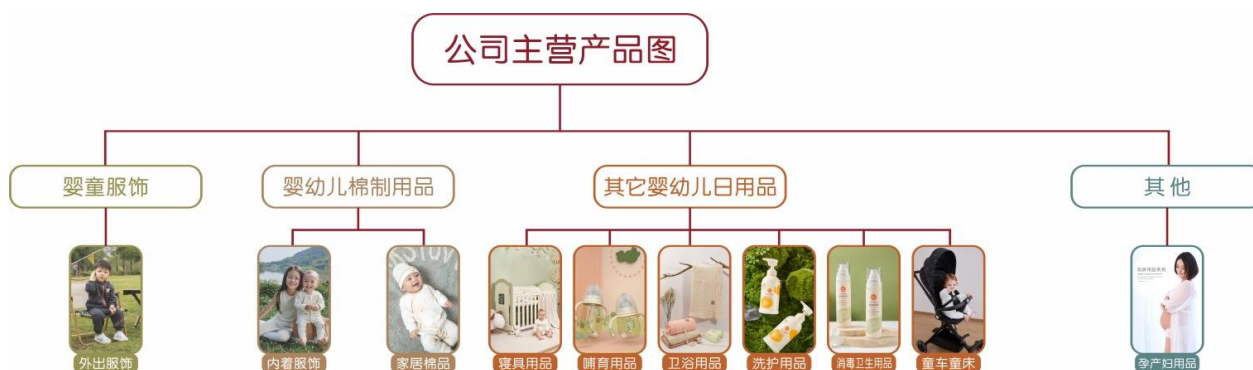 公司主营产品图
婴童服饰
婴幼儿棉制用品
其它婴幼儿日用品
其他
外出服饰
内着服饰
家居棉品
寝具用品
哺育用品
卫浴用品
洗护用品
消毒卫生用品
童车童床
孕产妇用品